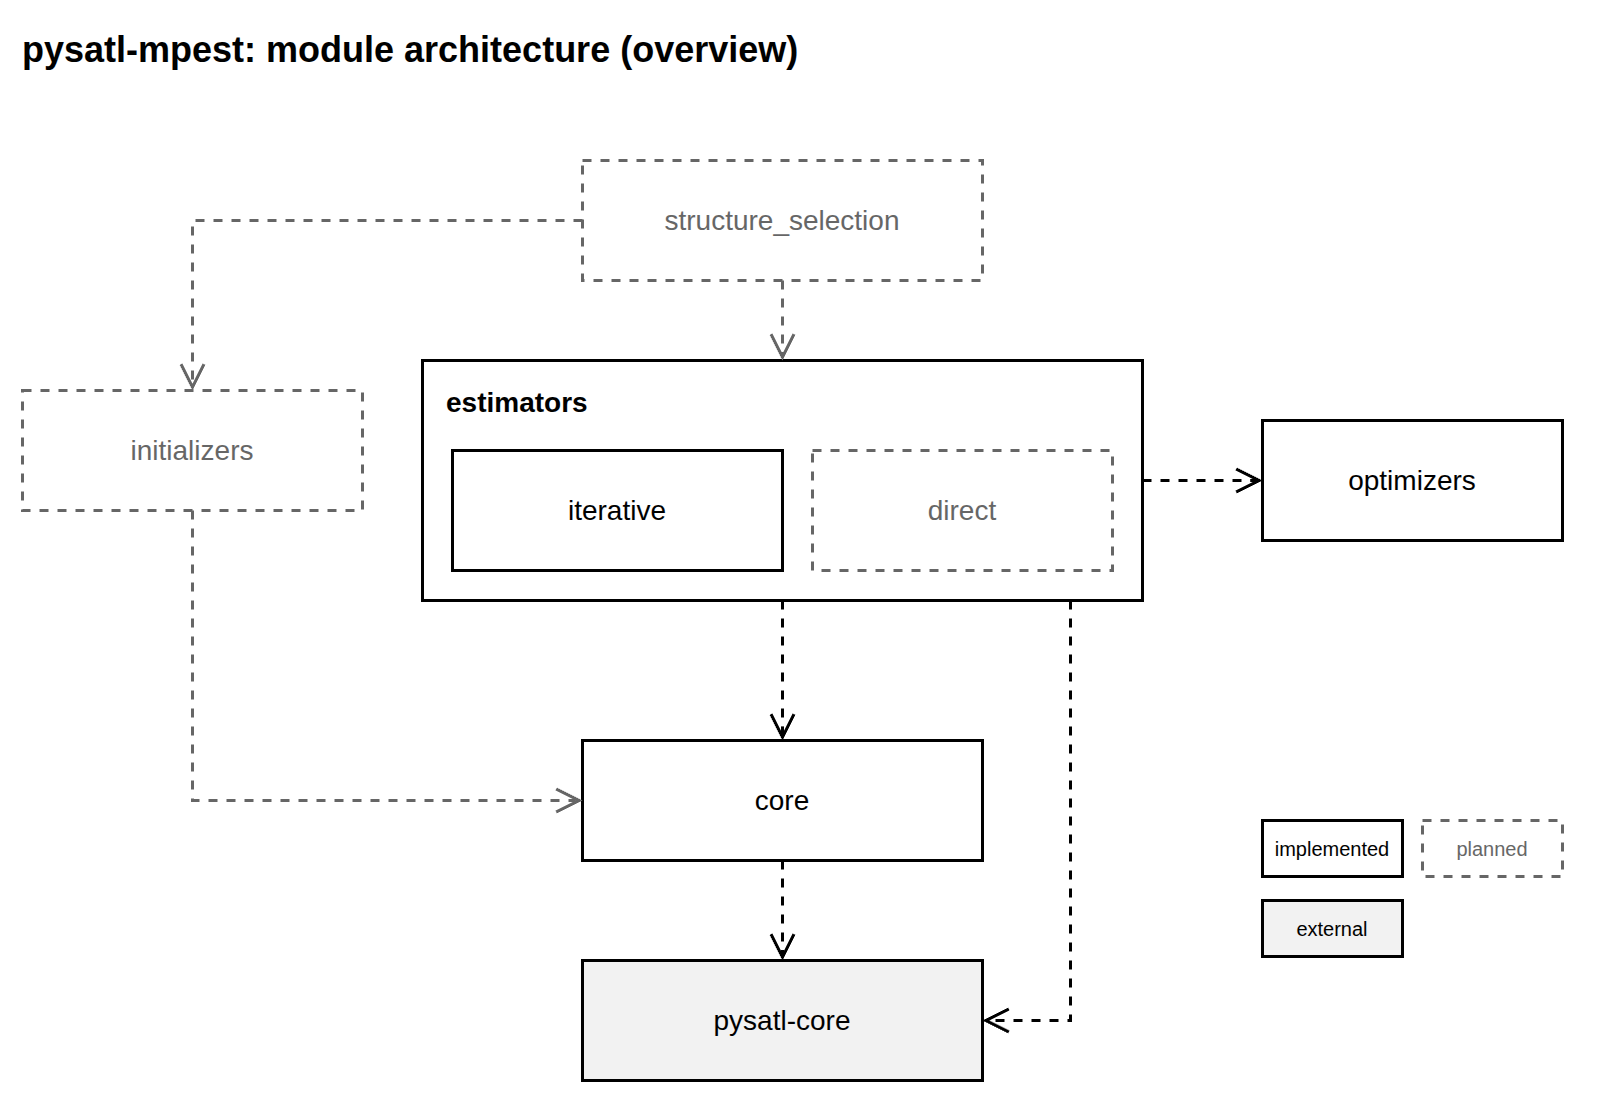 pysatl-mpest: module architecture (overview)
structure_selection
initializers
estimators
iterative
direct
optimizers
core
pysatl-core
implemented
planned
external